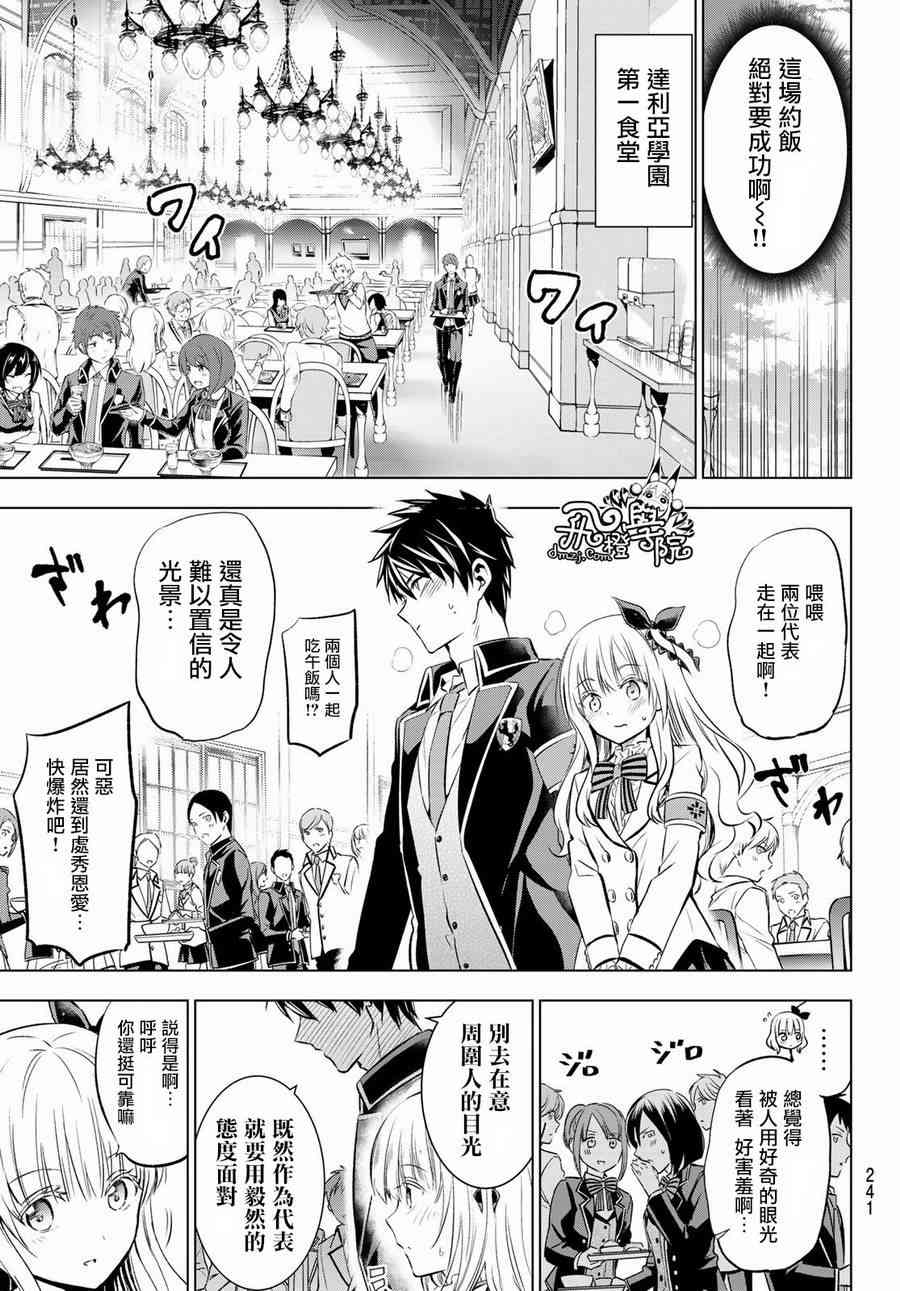 這場約飯
絕對要成功啊~!!
達利亞學園
第一食堂
ワイ
ワイ
喂喂
兩位代表
走在一起啊！
ざわ
兩個人一起
吃午飯嗎!?
還真是令人
難以置信的
光景…
ざわ
可惡
居然還到處秀恩愛…
快爆炸吧！
dmzj.com
……
總覺得
被人用好奇的眼光
看著 好害羞啊…
ジロ
ジロ
別去在意
周圍人的目光
既然作為代表
就要用毅然的
態度面對
説得是啊…
呼呼
你還挺可靠嘛
241